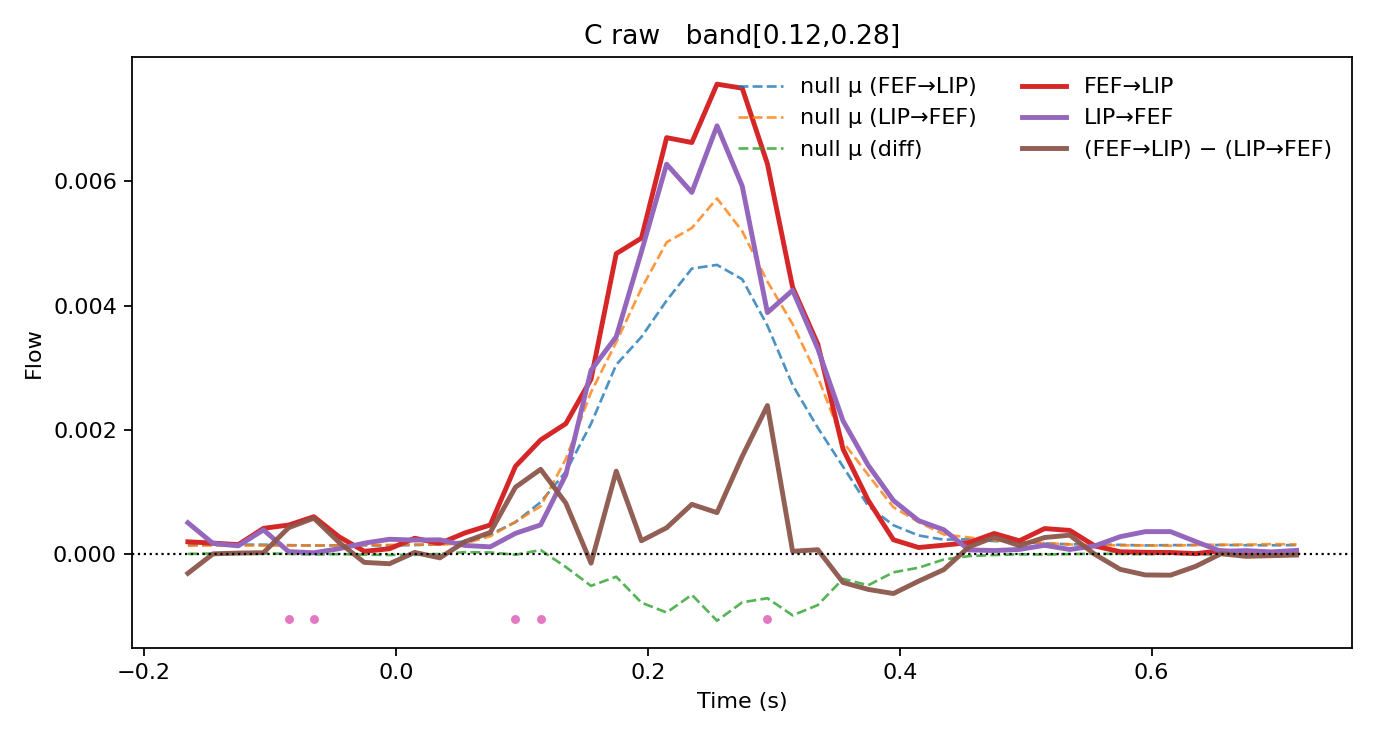 C raw   band[0.12,0.28]
null μ (FEF→LIP)
null μ (LIP→FEF)
null μ (diff)
FEF→LIP
LIP→FEF
(FEF→LIP) − (LIP→FEF)
Flow
0.006
0.004
0.002
0.000
−0.2
0.0
0.2
0.4
0.6
Time (s)